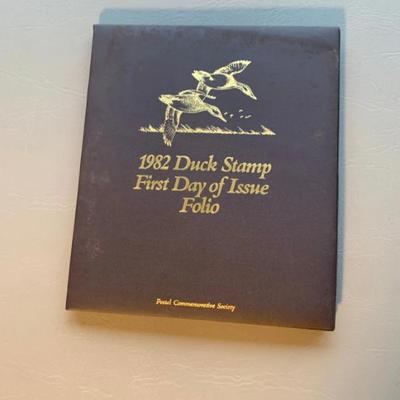 1982 Duck Stamp
First Day of Issue
Folio
Postal Commemorative Society